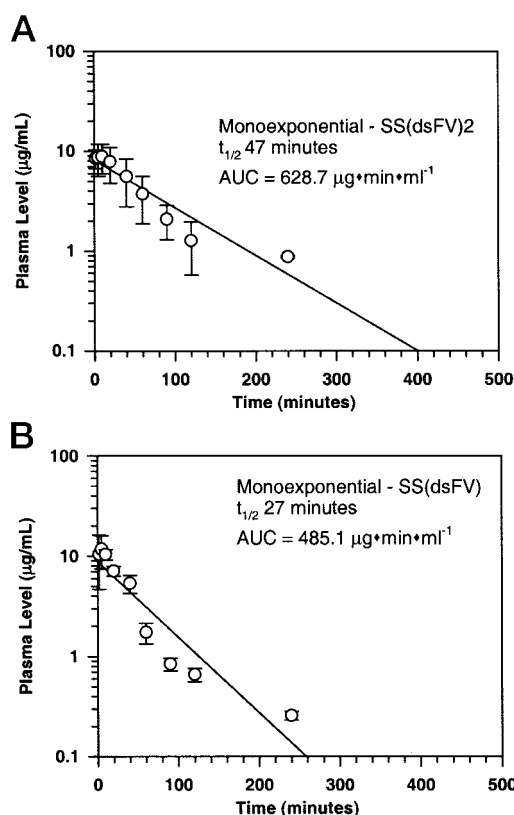 A
100
10
1
0.1
Plasma Level (µg/mL)
Monoexponential - SS(dsFV)2
t1/2 47 minutes
AUC = 628.7 µg•min•ml-1
0 100 200 300 400 500
Time (minutes)
B
100
10
1
0.1
Plasma Level (µg/mL)
Monoexponential - SS(dsFV)
t1/2 27 minutes
AUC = 485.1 µg•min•ml-1
0 100 200 300 400 500
Time (minutes)